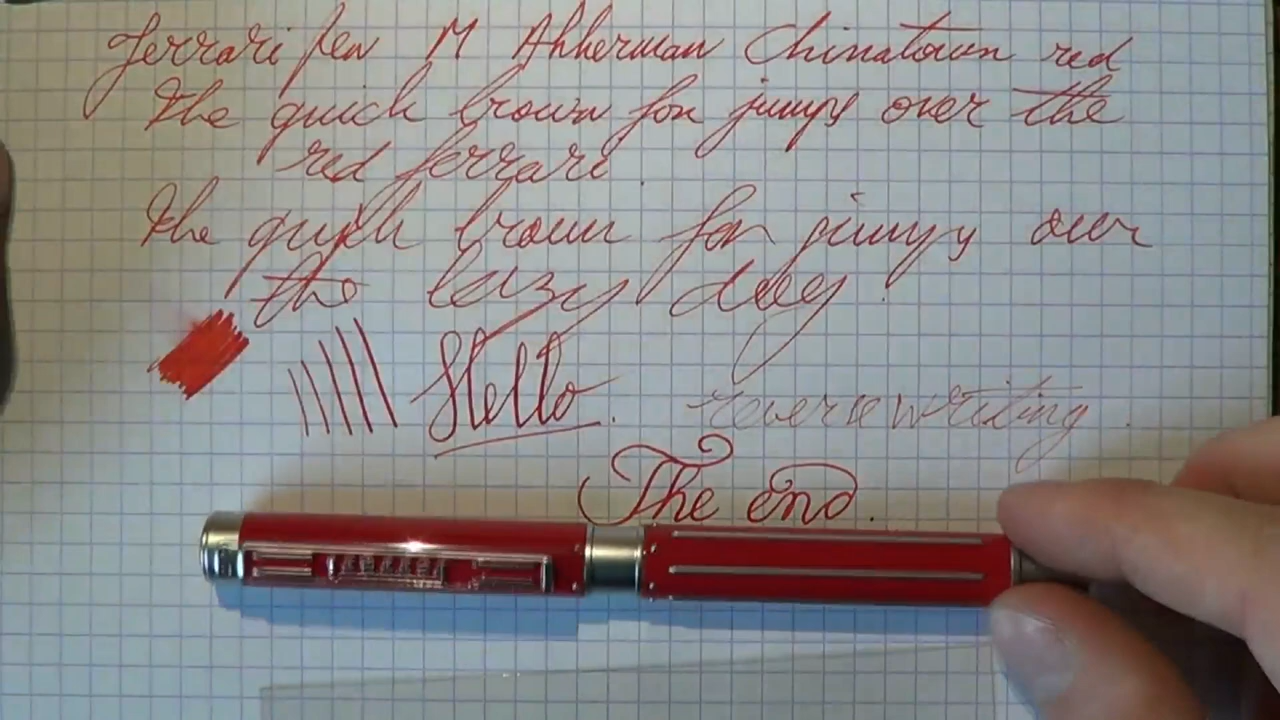 Ferrari pen M Akkerman Chinatown red
The quick brown fox jumps over the
red ferrari
The quick brown fox jumps over
the lazy dog.
Hello. reverse writing.
The end.